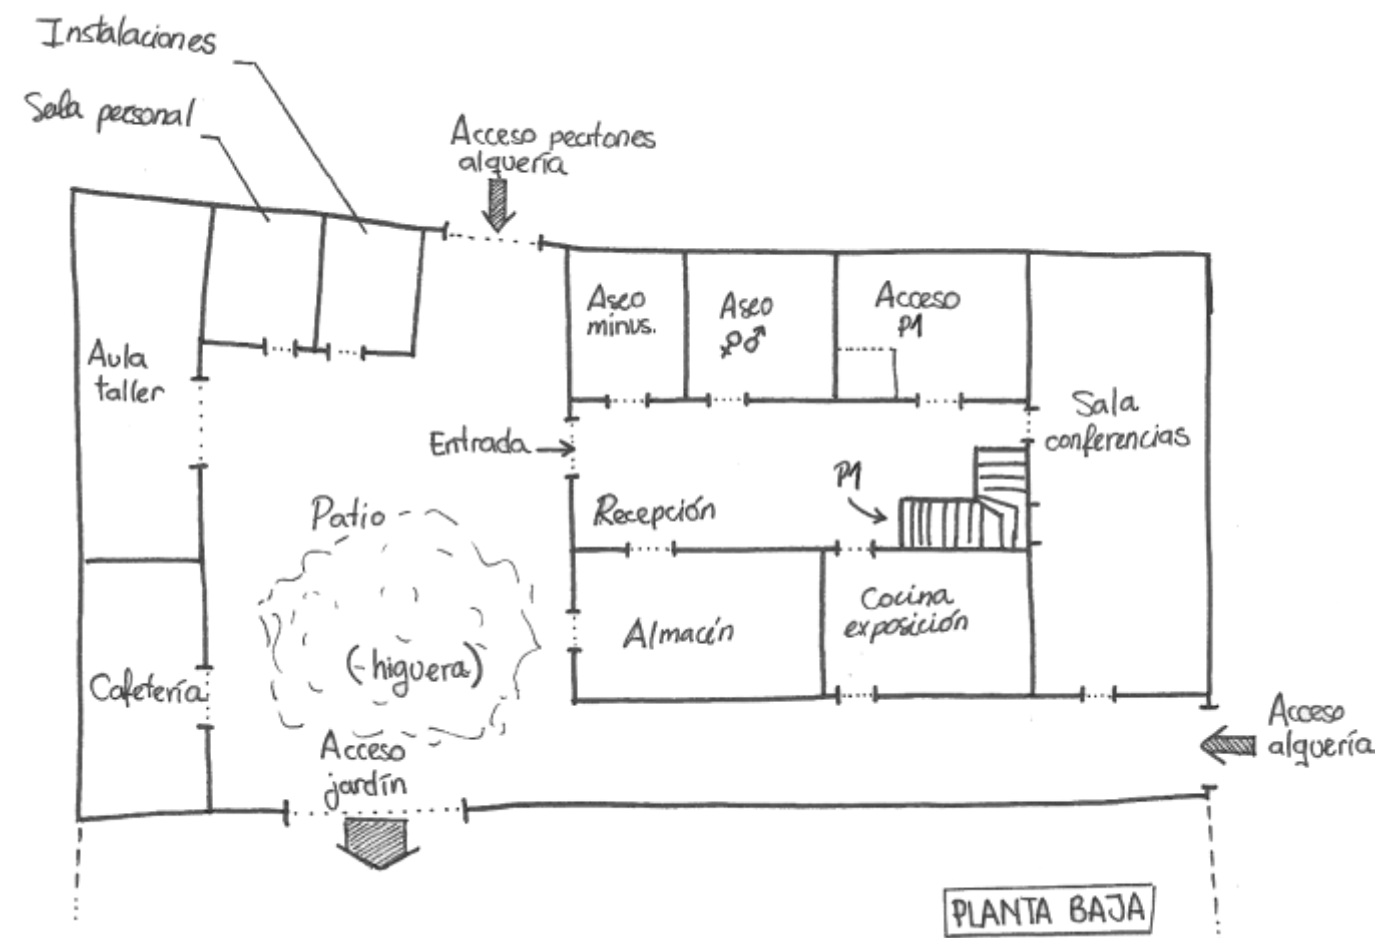 Instalaciones
Sala personal
Acceso peatones
alquería
Aseo
minus.
Aseo
♀♂
Acceso
P1
Aula
taller
Sala
conferencias
Entrada
P1
Patio
Recepción
(higuera)
Almacén
Cocina
exposición
Cafetería
Acceso
jardín
Acceso
alquería
PLANTA BAJA